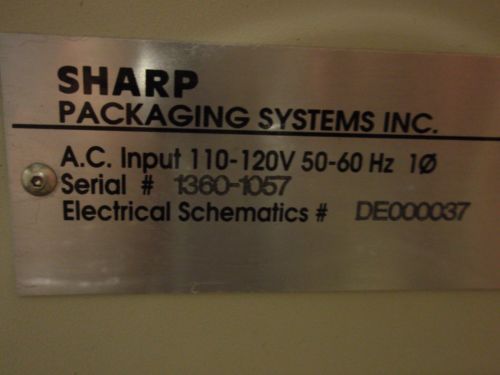 SHARP
PACKAGING SYSTEMS INC.
A.C. Input 110-120V 50-60 Hz 1Ø
Serial # 1360-1057
Electrical Schematics # DE000037